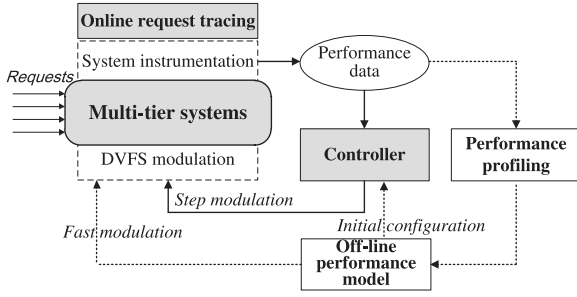 Online request tracing
System instrumentation
Performance
data
Requests
Multi-tier systems
DVFS modulation
Controller
Performance
profiling
Step modulation
Fast modulation
Initial configuration
Off-line
performance
model